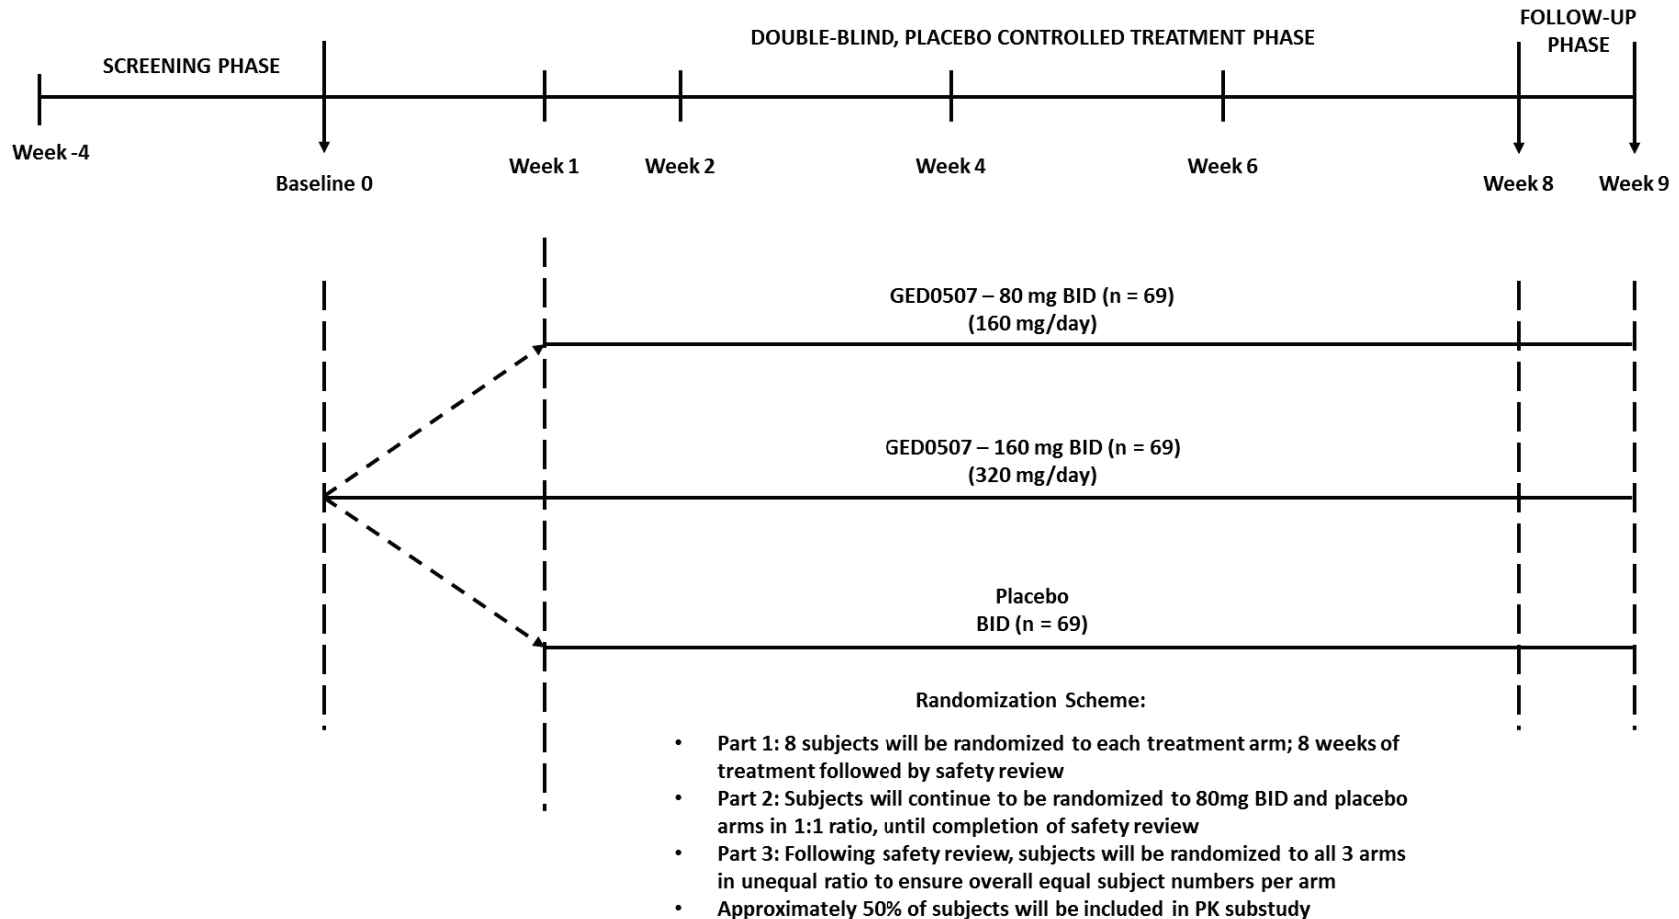 SCREENING PHASE
DOUBLE-BLIND, PLACEBO CONTROLLED TREATMENT PHASE
FOLLOW-UP
PHASE
Week -4
Baseline 0
Week 1
Week 2
Week 4
Week 6
Week 8
Week 9
GED0507 – 80 mg BID (n = 69)
(160 mg/day)
GED0507 – 160 mg BID (n = 69)
(320 mg/day)
Placebo
BID (n = 69)
Randomization Scheme:
• Part 1: 8 subjects will be randomized to each treatment arm; 8 weeks of
treatment followed by safety review
• Part 2: Subjects will continue to be randomized to 80mg BID and placebo
arms in 1:1 ratio, until completion of safety review
• Part 3: Following safety review, subjects will be randomized to all 3 arms
in unequal ratio to ensure overall equal subject numbers per arm
• Approximately 50% of subjects will be included in PK substudy